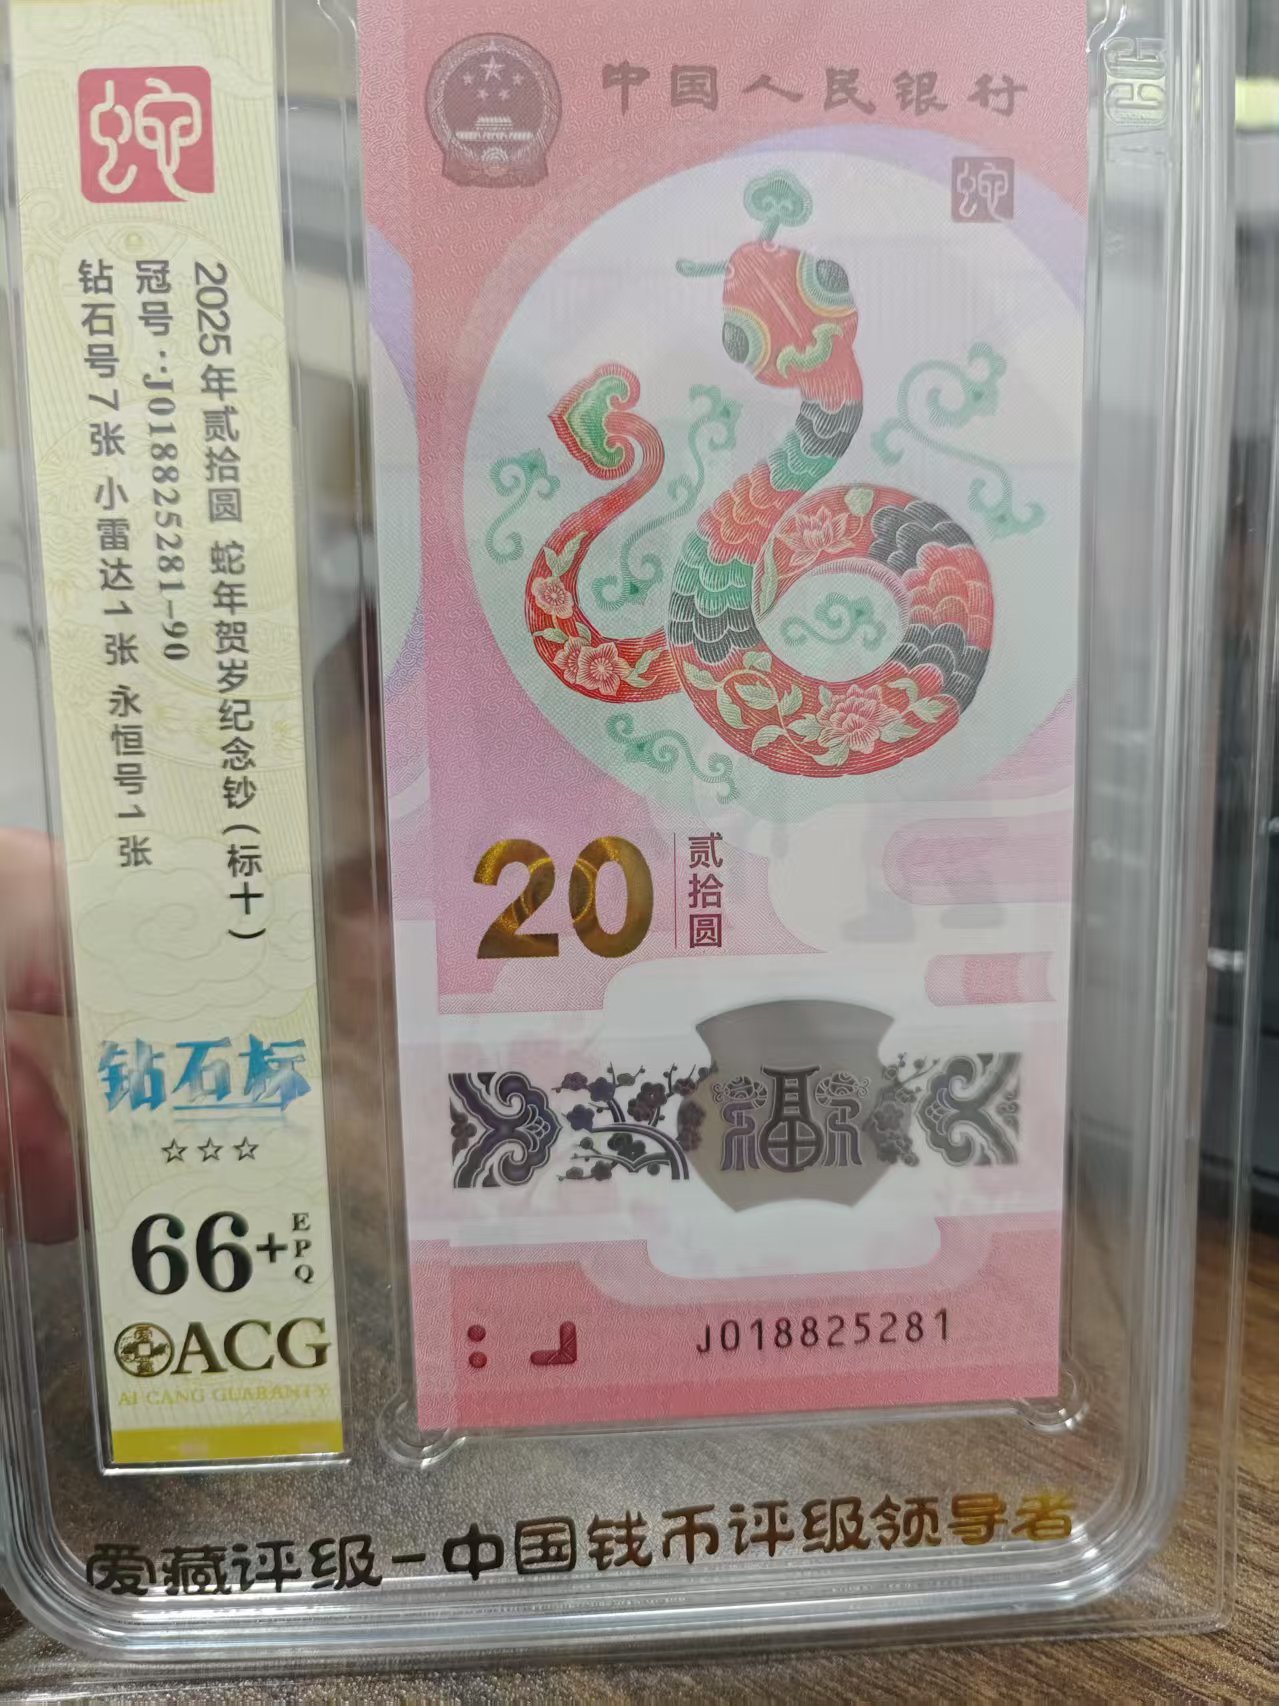 蛇
2025年贰拾圆 蛇年贺岁纪念钞(标十)
冠号:J018825281-90
钻石号7张 小雷达1张 永恒号1张
钻石标
☆☆☆
66+
EPQ
ACG
AI CANG GUARANTY
中国人民银行
蛇
20
贰拾圆
福
J018825281
ACG
爱藏评级-中国钱币评级领导者